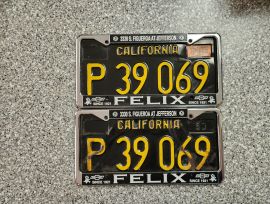 3330 S. FIGUEROA AT JEFFERSON
CALIFORNIA
P 39 069
FELIX
SINCE 1921
3330 S. FIGUEROA AT JEFFERSON
CALIFORNIA
P 39 069
FELIX
SINCE 1921